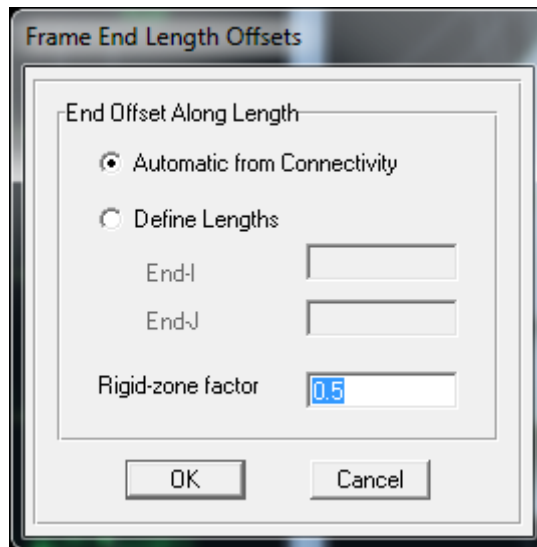 Frame End Length Offsets
End Offset Along Length
Automatic from Connectivity
Define Lengths
End-I
End-J
Rigid-zone factor 0.5
OK Cancel